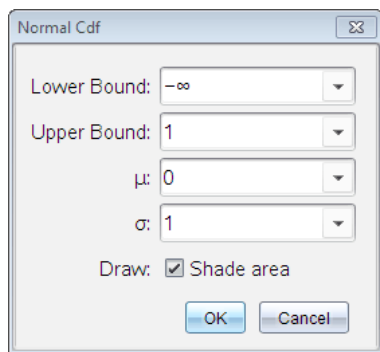 Normal Cdf
Lower Bound: -∞
Upper Bound: 1
μ: 0
σ: 1
Draw: Shade area
OK Cancel